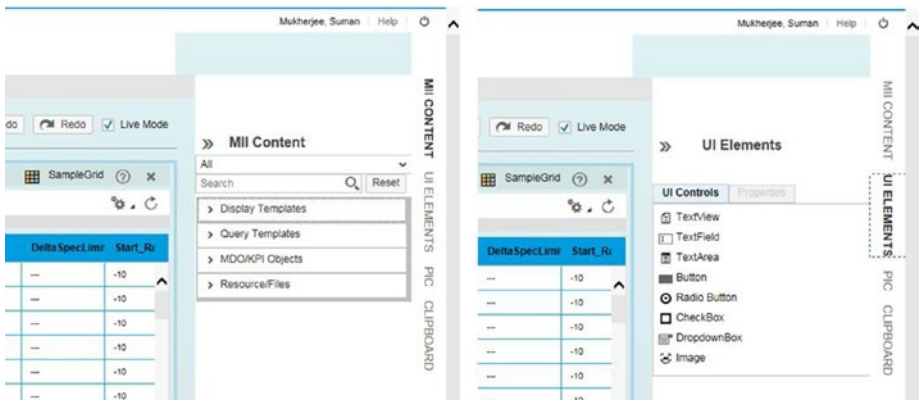 Mukherjee, Suman Help
do Redo Live Mode
MII Content
All
Search Reset
SampleGrid
Display Templates
Query Templates
MDO/KPI Objects
Resource/Files
DeltaSpecLimi Start_Ra
--- -10
--- -10
--- -10
--- -10
--- -10
--- -10
MII CONTENT
UI ELEMENTS
PIC
CLIPBOARD
Mukherjee, Suman Help
Redo Live Mode
UI Elements
SampleGrid
UI Controls Properties
TextView
TextField
TextArea
Button
Radio Button
CheckBox
DropdownBox
Image
DeltaSpecLimi Start_Ra
--- -10
--- -10
--- -10
--- -10
--- -10
--- -10
MII CONTENT
UI ELEMENTS
PIC
CLIPBOARD